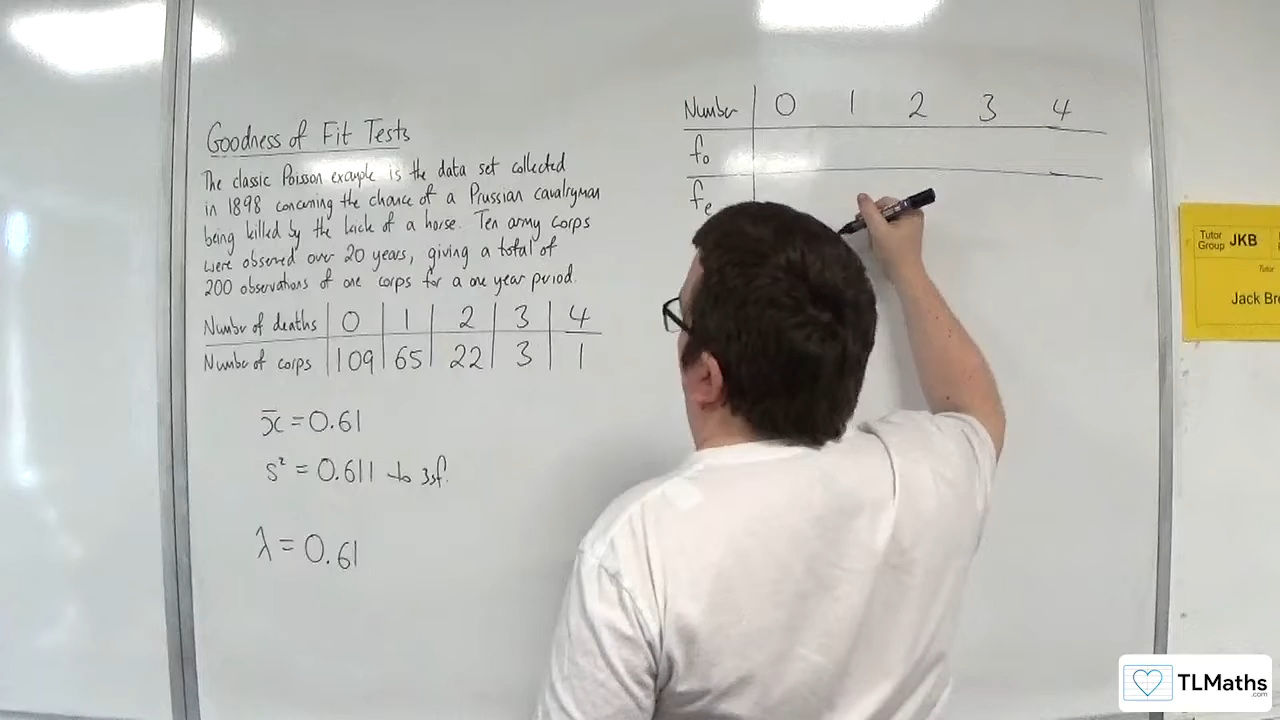 Goodness of Fit Tests
The classic Poisson example is the data set collected
in 1898 concerning the chance of a Prussian cavalryman
being killed by the kick of a horse. Ten army corps
were observed over 20 years, giving a total of
200 observations of one corps for a one year period.
Number of deaths 0 1 2 3 4
Number of corps 109 65 22 3 1
x̄ = 0.61
s² = 0.611 to 3sf.
λ = 0.61
Number 0 1 2 3 4
fo
fe
Tutor Group JKB
Tutor
Jack Bre
TLMaths
.com